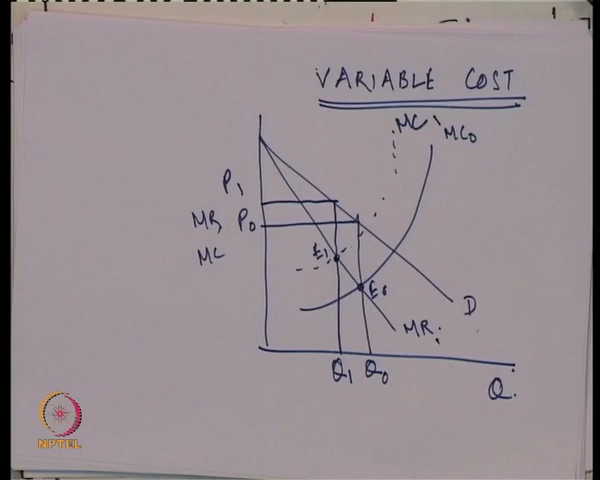 VARIABLE COST
MC'
MC0
P1
MR, P0
MC
E1
E0
D
MR
Q1 Q0
Q
NPTEL